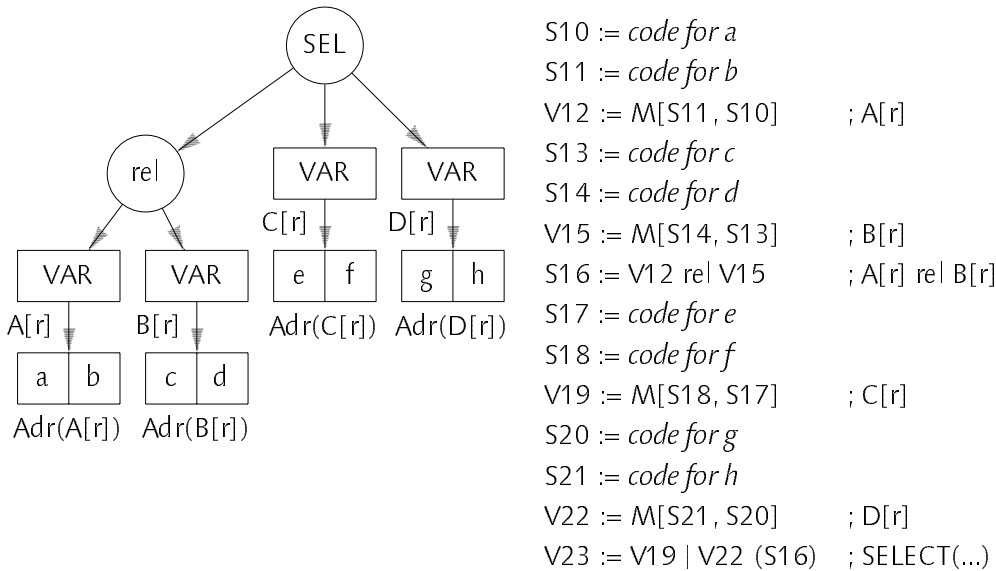 SEL
rel
VAR
VAR
C[r]
D[r]
VAR
VAR
e f
g h
A[r]
B[r]
Adr(C[r])
Adr(D[r])
a b
c d
Adr(A[r])
Adr(B[r])
S10 := code for a
S11 := code for b
V12 := M[S11, S10] ; A[r]
S13 := code for c
S14 := code for d
V15 := M[S14, S13] ; B[r]
S16 := V12 rel V15 ; A[r] rel B[r]
S17 := code for e
S18 := code for f
V19 := M[S18, S17] ; C[r]
S20 := code for g
S21 := code for h
V22 := M[S21, S20] ; D[r]
V23 := V19 | V22 (S16) ; SELECT(...)